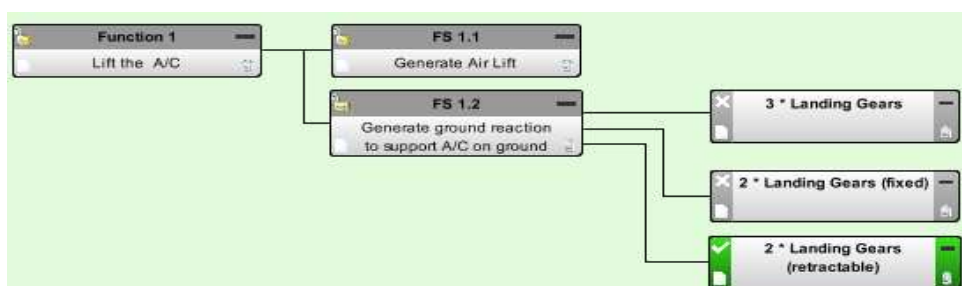 Function 1
Lift the A/C
FS 1.1
Generate Air Lift
FS 1.2
Generate ground reaction
to support A/C on ground
3 * Landing Gears
2 * Landing Gears (fixed)
2 * Landing Gears
(retractable)